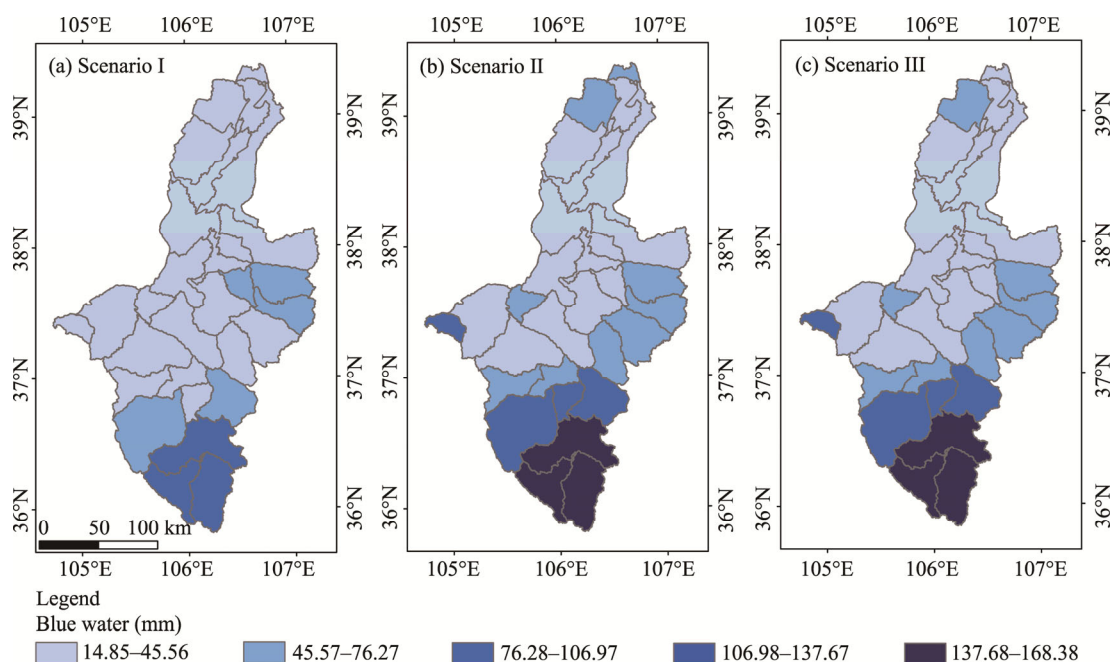 105°E 106°E 107°E 105°E 106°E 107°E 105°E 106°E 107°E
(a) Scenario I (b) Scenario II (c) Scenario III
39°N 39°N 39°N 39°N
38°N 38°N 38°N 38°N
37°N 37°N 37°N 37°N
36°N 36°N 36°N 36°N
0 50 100 km
105°E 106°E 107°E 105°E 106°E 107°E 105°E 106°E 107°E
Legend
Blue water (mm)
14.85–45.56 45.57–76.27 76.28–106.97 106.98–137.67 137.68–168.38